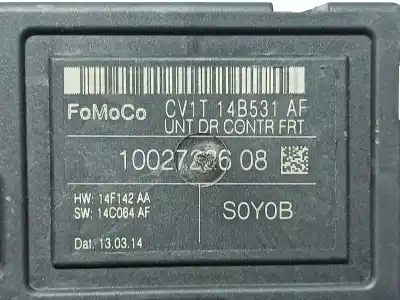 FoMoCo CV1T 14B531 AF
UNT DR CONTR FRT
08
HW: 14F142 AA
SW: 14C064 AF
S0Y0B
Dat. 13.03.14